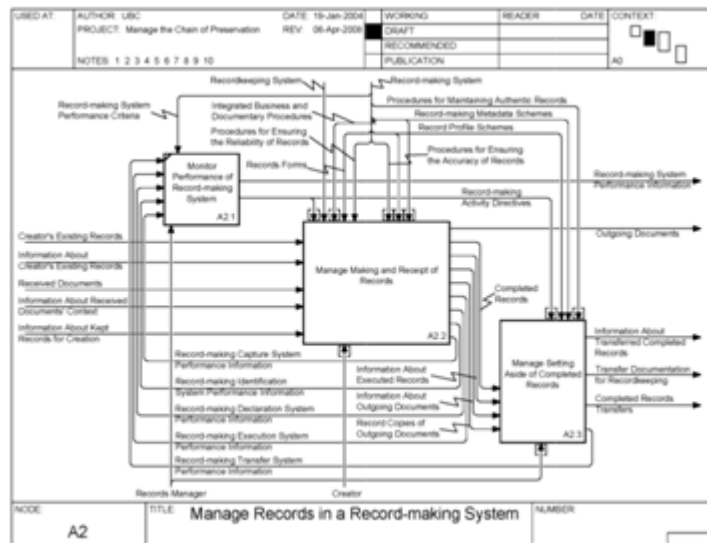 USED AT:
AUTHOR: UBC
DATE: 19-Jan-2004
WORKING
READER
DATE
CONTEXT:
PROJECT: Manage the Chain of Preservation
REV: 06-Apr-2006
DRAFT
RECOMMENDED
NOTES: 1 2 3 4 5 6 7 8 9 10
PUBLICATION
A0
Recordkeeping System
Record-making System
Procedures for Maintaining Authentic Records
Record-making System
Performance Criteria
Integrated Business and
Documentary Procedures
Record-making Metadata Schemes
Record Profile Schemes
Procedures for Ensuring
the Reliability of Records
Procedures for Ensuring
the Accuracy of Records
Records Forms
Monitor
Performance of
Record-making
System
A2.1
Record-making System
Performance Information
Record-making
Activity Directives
Outgoing Documents
Creator's Existing Records
Information About
Creator's Existing Records
Received Documents
Information About Received
Documents' Context
Information About Kept
Records for Creation
Manage Making and Receipt of
Records
A2.2
Completed
Records
Manage Setting
Aside of Completed
Records
A2.3
Information About
Transferred Completed
Records
Transfer Documentation
for Recordkeeping
Completed Records
Transfers
Record-making Capture System
Performance Information
Record-making Identification
System Performance Information
Record-making Declaration System
Performance Information
Record-making Execution System
Performance Information
Record-making Transfer System
Performance Information
Information About
Executed Records
Information About
Outgoing Documents
Record Copies of
Outgoing Documents
Records Manager
Creator
NODE:
A2
TITLE:
Manage Records in a Record-making System
NUMBER: